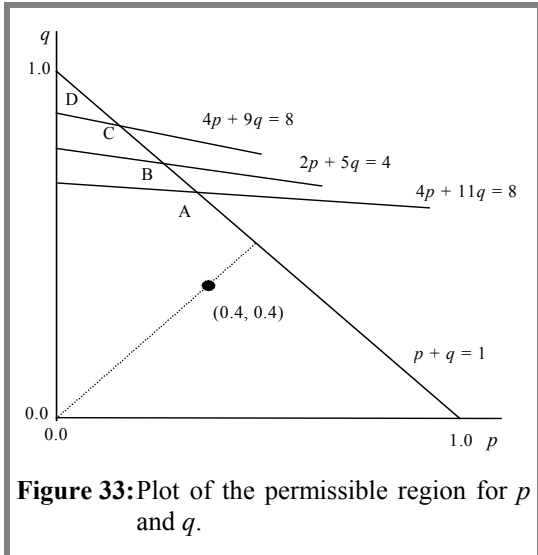 q
1.0
D
4p + 9q = 8
C
2p + 5q = 4
B
4p + 11q = 8
A
(0.4, 0.4)
p + q = 1
0.0
0.0
1.0 p
Figure 33:Plot of the permissible region for p
and q.